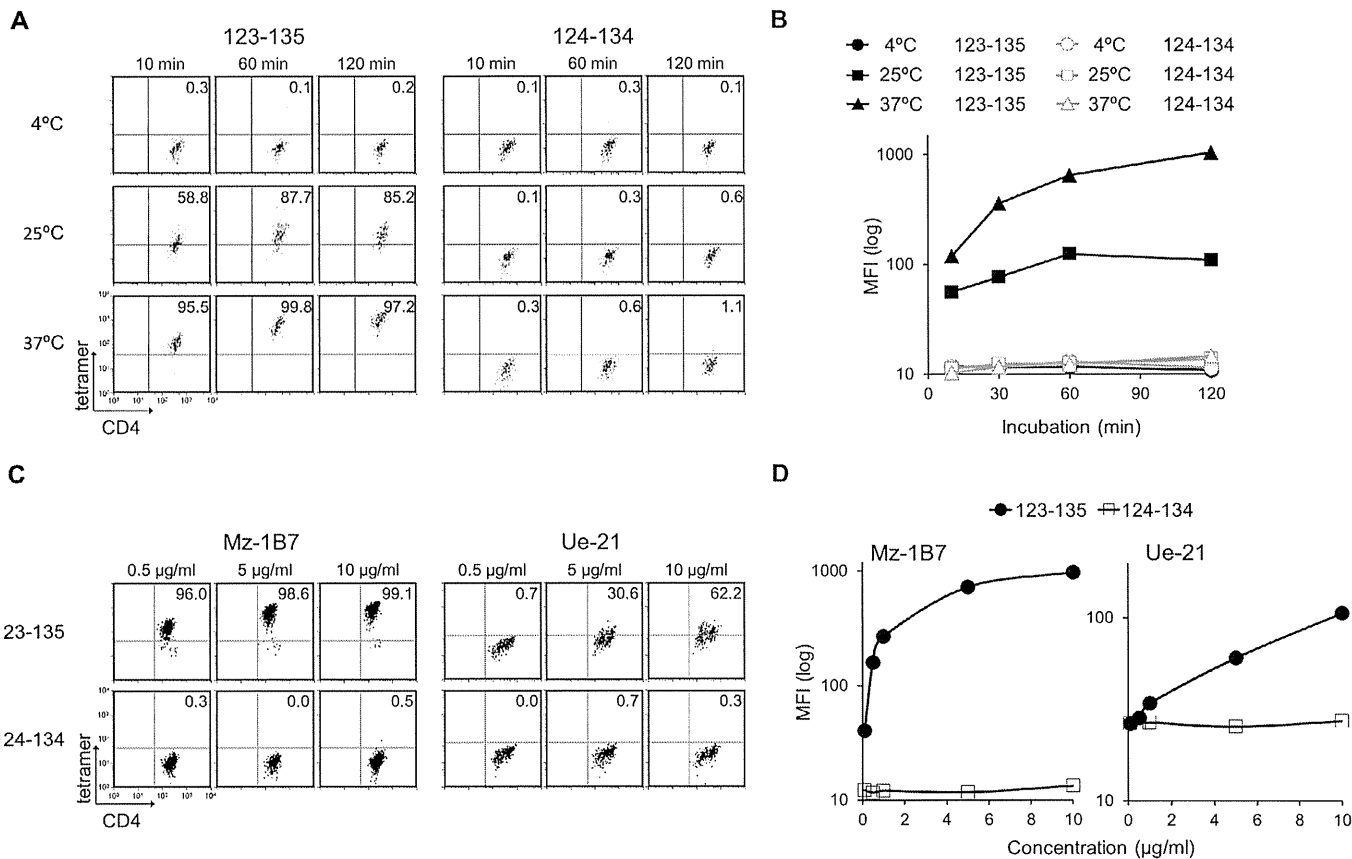 A
123-135
124-134
10 min 60 min 120 min 10 min 60 min 120 min
4ºC
0.3 0.1 0.2 0.1 0.3 0.1
25ºC
58.8 87.7 85.2 0.1 0.3 0.6
37ºC
95.5 99.8 97.2 0.3 0.6 1.1
tetramer
CD4
B
4ºC 123-135 4ºC 124-134
25ºC 123-135 25ºC 124-134
37ºC 123-135 37ºC 124-134
MFI (log)
1000
100
10
0 30 60 90 120
Incubation (min)
C
Mz-1B7
Ue-21
0.5 µg/ml 5 µg/ml 10 µg/ml 0.5 µg/ml 5 µg/ml 10 µg/ml
23-135
96.0 98.6 99.1 0.7 30.6 62.2
24-134
0.3 0.0 0.5 0.0 0.7 0.3
tetramer
CD4
D
123-135 124-134
Mz-1B7
Ue-21
MFI (log)
1000
100
10
0 2 4 6 8 10
100
10
0 2 4 6 8 10
Concentration (µg/ml)